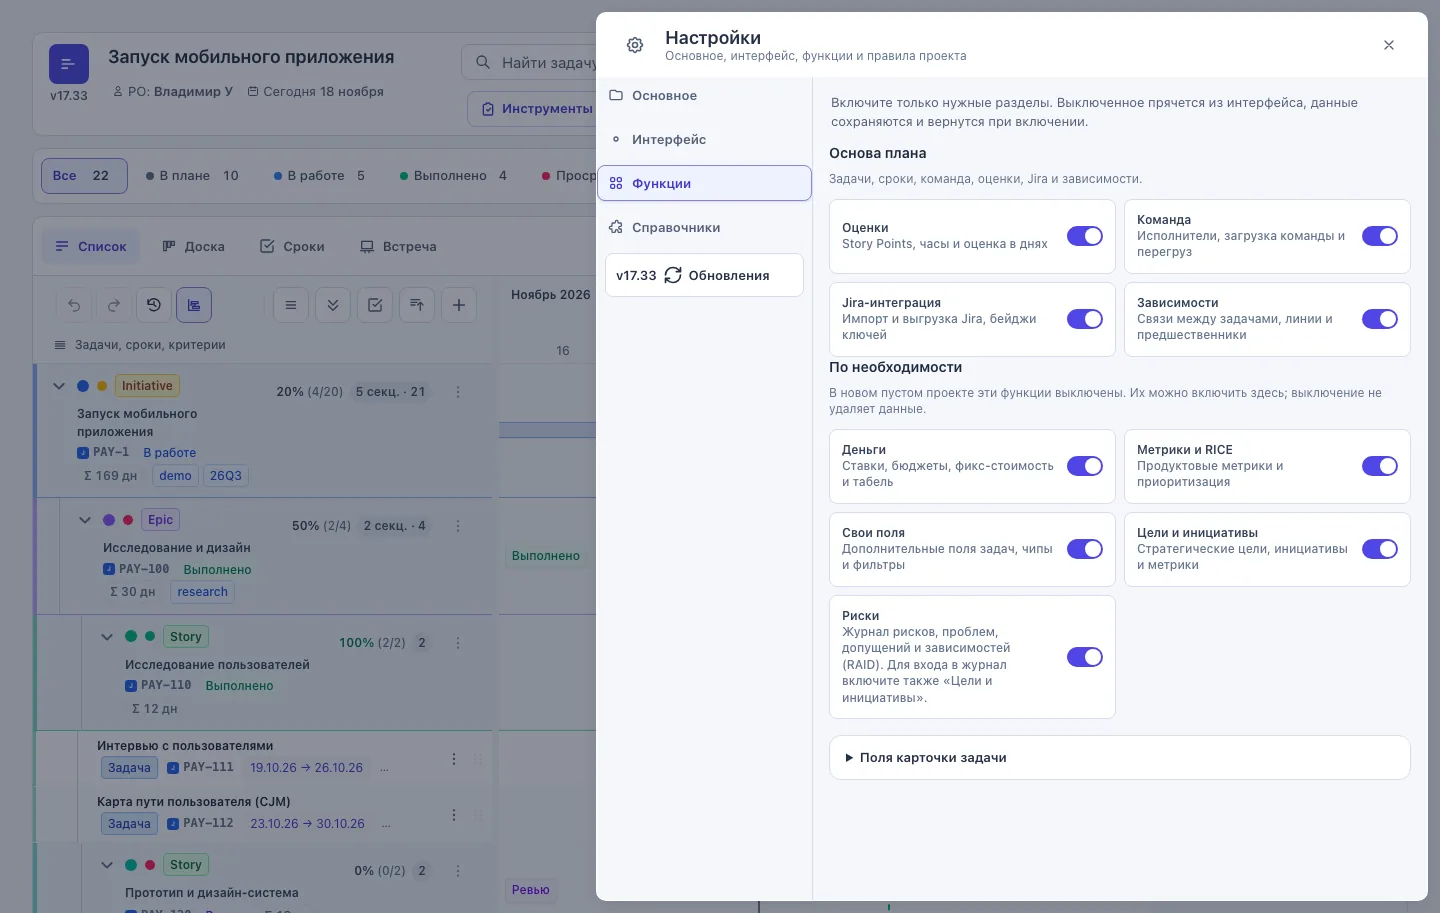 Запуск мобильного приложения
v17.33
PO: Владимир У
Сегодня 18 ноября
Найти задачу
Инструменты
Все 22
В плане 10
В работе 5
Выполнено 4
Список
Доска
Сроки
Встреча
Ноябрь 2026
16
Задачи, сроки, критерии
Initiative
20% (4/20)
5 секц. · 21
Запуск мобильного
приложения
PAY-1 В работе
Σ 169 дн demo 26Q3
Epic
50% (2/4)
2 секц. · 4
Исследование и дизайн
PAY-100 Выполнено
Σ 30 дн research
Выполнено
Story
100% (2/2) 2
Исследование пользователей
PAY-110 Выполнено
Σ 12 дн
Интервью с пользователями
Задача PAY-111 19.10.26 → 26.10.26 ...
Карта пути пользователя (CJM)
Задача PAY-112 23.10.26 → 30.10.26 ...
Story
0% (0/2) 2
Прототип и дизайн-система
Ревью
Настройки
Основное, интерфейс, функции и правила проекта
Основное
Интерфейс
Функции
Справочники
v17.33 Обновления
Включите только нужные разделы. Выключенное прячется из интерфейса, данные
сохраняются и вернутся при включении.
Основа плана
Задачи, сроки, команда, оценки, Jira и зависимости.
Оценки
Story Points, часы и оценка в днях
Команда
Исполнители, загрузка команды и
перегруз
Jira-интеграция
Импорт и выгрузка Jira, бейджи
ключей
Зависимости
Связи между задачами, линии и
предшественники
По необходимости
В новом пустом проекте эти функции выключены. Их можно включить здесь; выключение не
удаляет данные.
Деньги
Ставки, бюджеты, фикс-стоимость
и табель
Метрики и RICE
Продуктовые метрики и
приоритизация
Свои поля
Дополнительные поля задач, чипы
и фильтры
Цели и инициативы
Стратегические цели, инициативы
и метрики
Риски
Журнал рисков, проблем,
допущений и зависимостей
(RAID). Для входа в журнал
включите также «Цели и
инициативы».
Поля карточки задачи